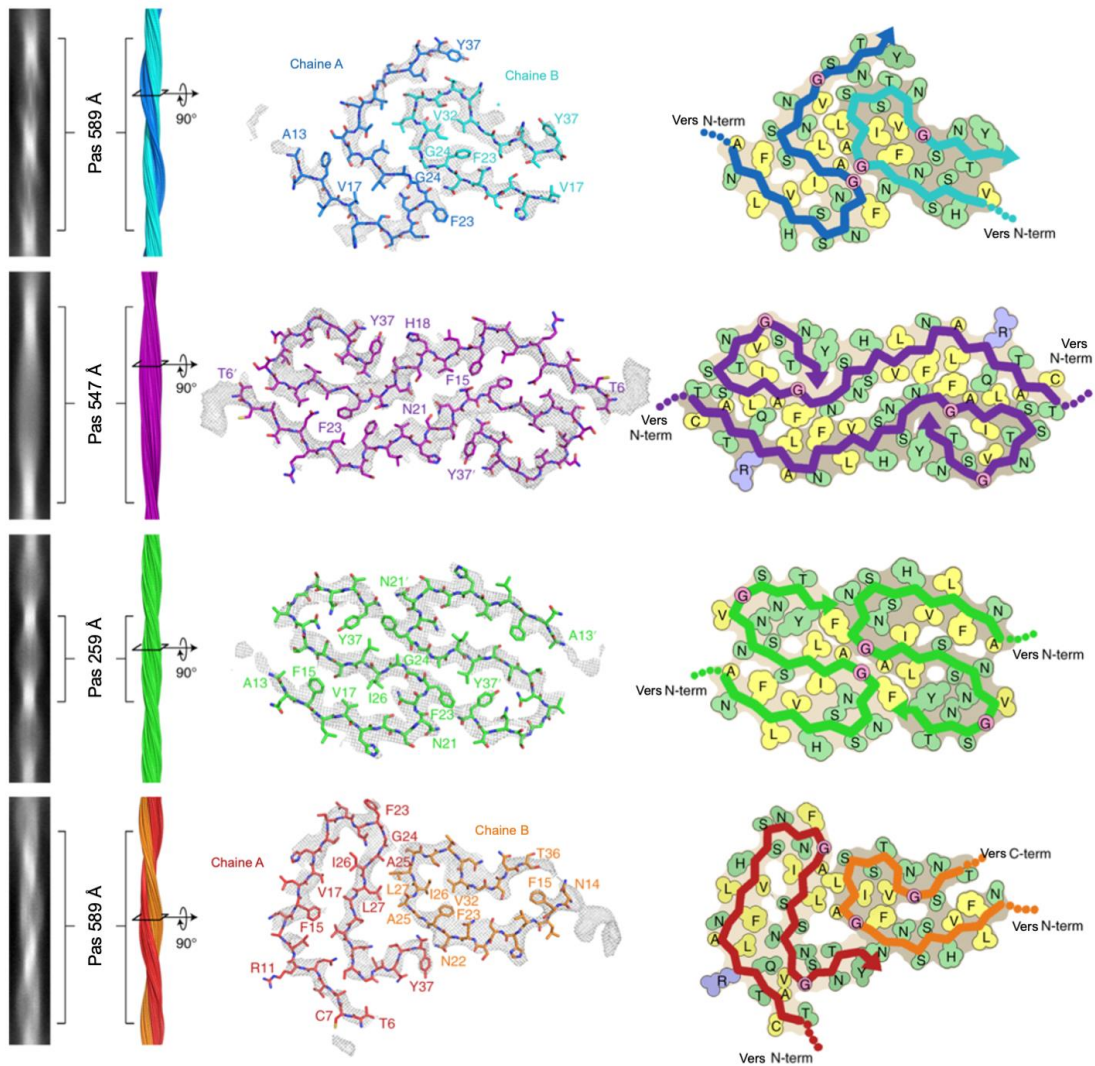 Pas 589 Å
90°
Chaine A
Y37
Chaine B
A13
V32
Y37
G24
F23
V17
G24
V17
F23
T Y
S
G N
N V S S T N
Vers N-term
A F S L I V G N Y
S L A F S T
N I A G N N S
L V G N S V
S N F S H
H S N
Vers N-term
Pas 547 Å
90°
Y37
H18
T6'
F15
T6
N21
F23
Y37'
G N
N V S Y S H L N A R
S T I T N S V F L F Q T
Vers
N-term
T S A L A G N C
Vers
N-term
C T Q F N N G A L A S T
R L F V S I T S
A N L H S Y N S V N
G
Pas 259 Å
90°
N21'
Y37
A13'
G24
A13
F15
Y37'
V17
I26
F23
N21
S T N S H L
G N S N
V N Y F G I V F A
N S L A G A L S N
Vers N-term
Vers N-term
A F S I G F Y N V
N V N N G
L H S N T S
Pas 589 Å
90°
F23
Chaine A
G24
Chaine B
I26
A25
T36
L27
F15
N14
V17
I26
V32
L27
F23
A25
F15
N22
R11
Y37
C7
T6
S N F
N G S T
H S I A S N N T
Vers C-term
L V L L I V G S N
N F S A G F S V F
Vers N-term
A L S N S H L
R Q N S T N Y N
T V G N
A T
C
Vers N-term